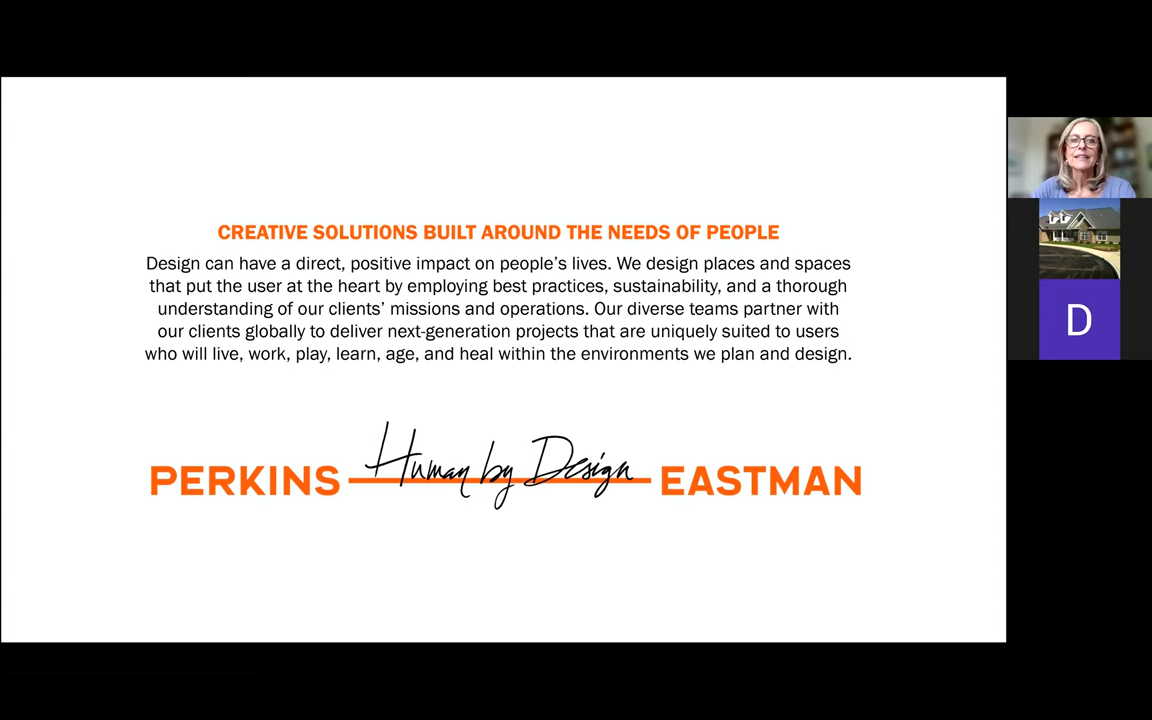 CREATIVE SOLUTIONS BUILT AROUND THE NEEDS OF PEOPLE
Design can have a direct, positive impact on people’s lives. We design places and spaces
that put the user at the heart by employing best practices, sustainability, and a thorough
understanding of our clients’ missions and operations. Our diverse teams partner with
our clients globally to deliver next-generation projects that are uniquely suited to users
who will live, work, play, learn, age, and heal within the environments we plan and design.
PERKINS Human by Design EASTMAN
D